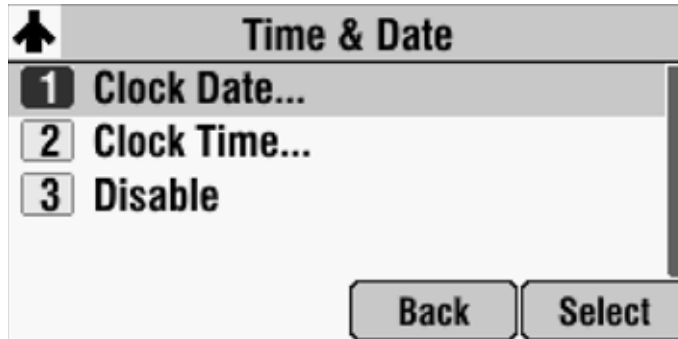 Time & Date
1 Clock Date...
2 Clock Time...
3 Disable
Back Select